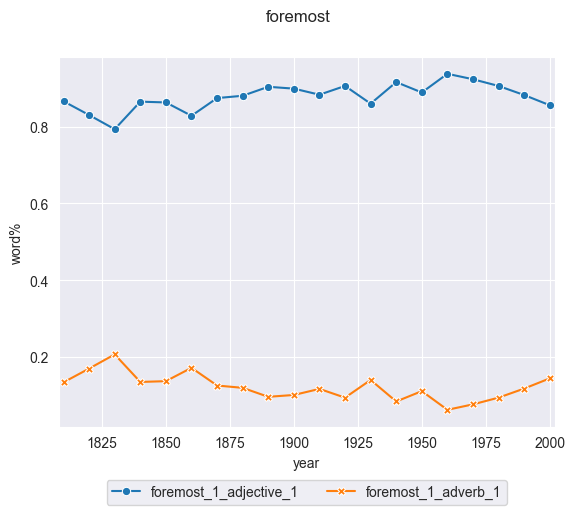 foremost
word%
0.8
0.6
0.4
0.2
1825 1850 1875 1900 1925 1950 1975 2000
year
foremost_1_adjective_1 foremost_1_adverb_1